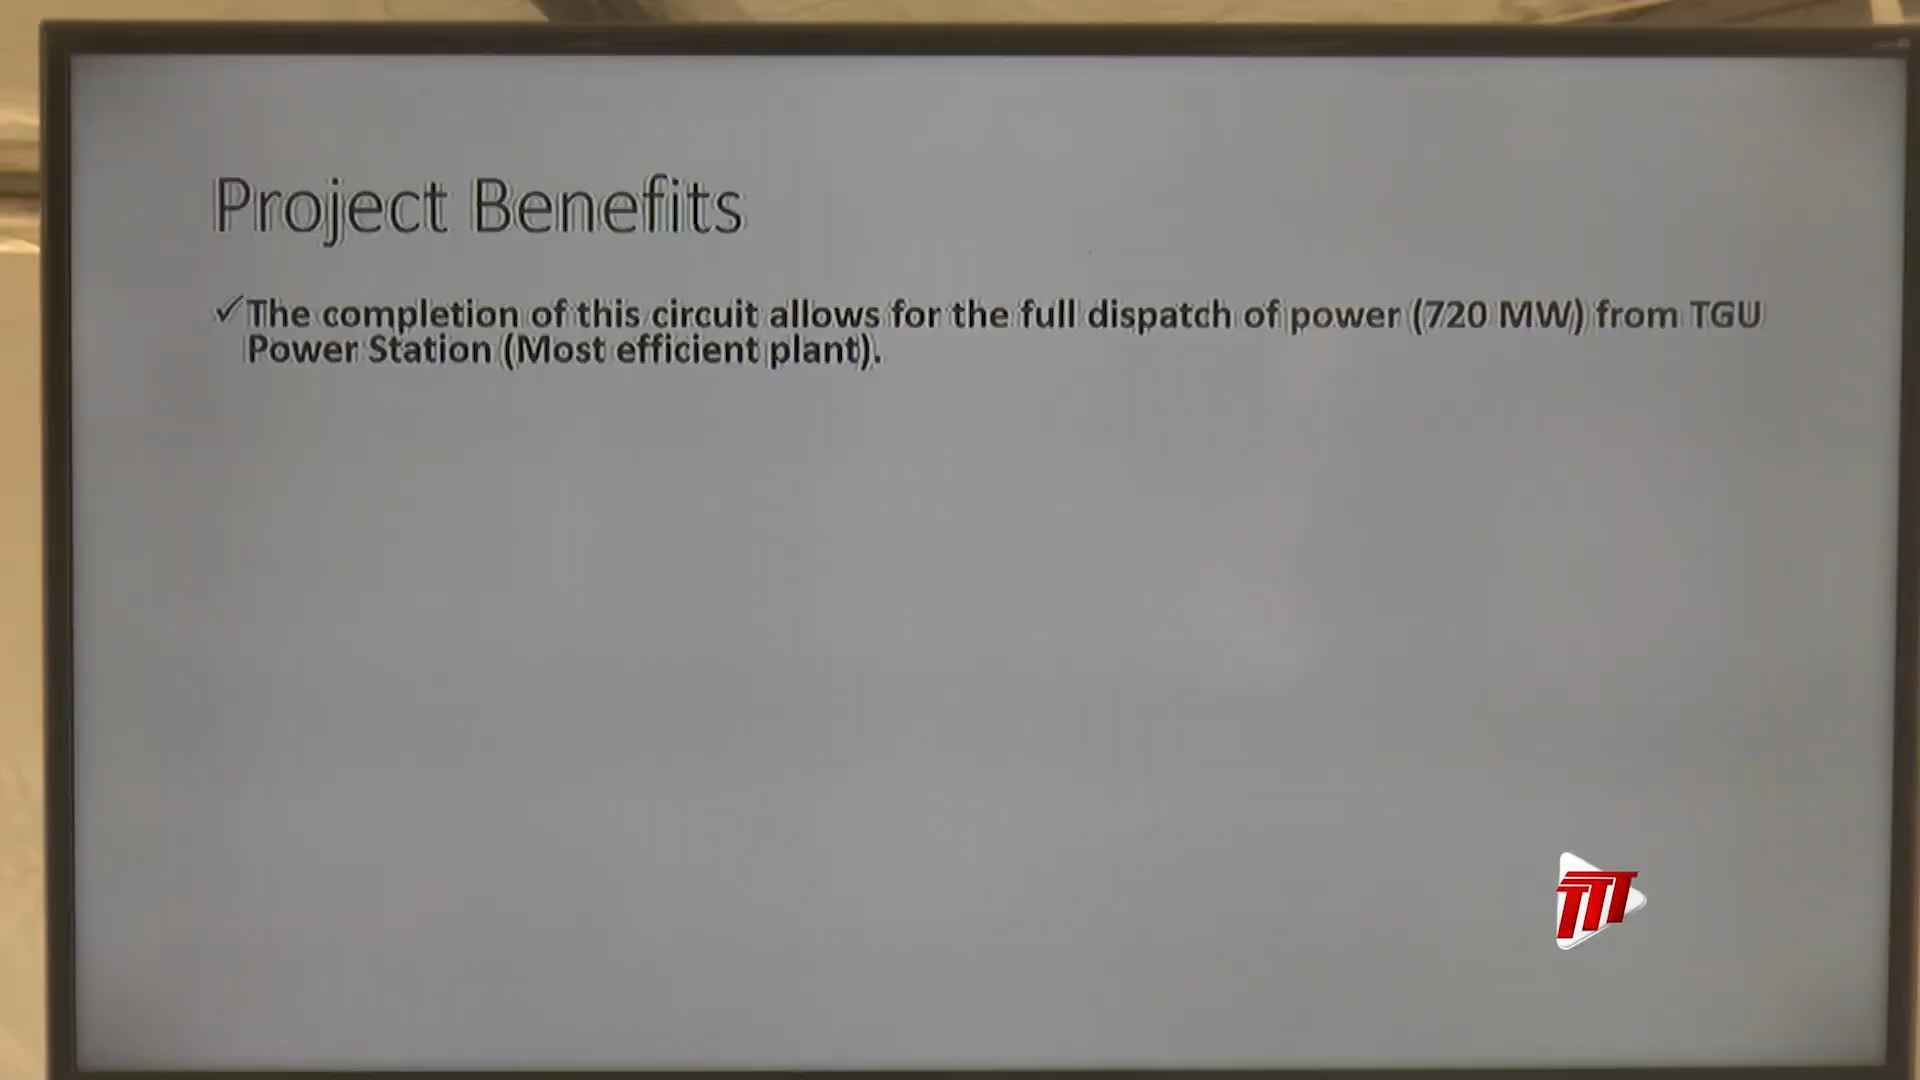 Project Benefits
✓The completion of this circuit allows for the full dispatch of power (720 MW) from TGU
Power Station (Most efficient plant).
TTT